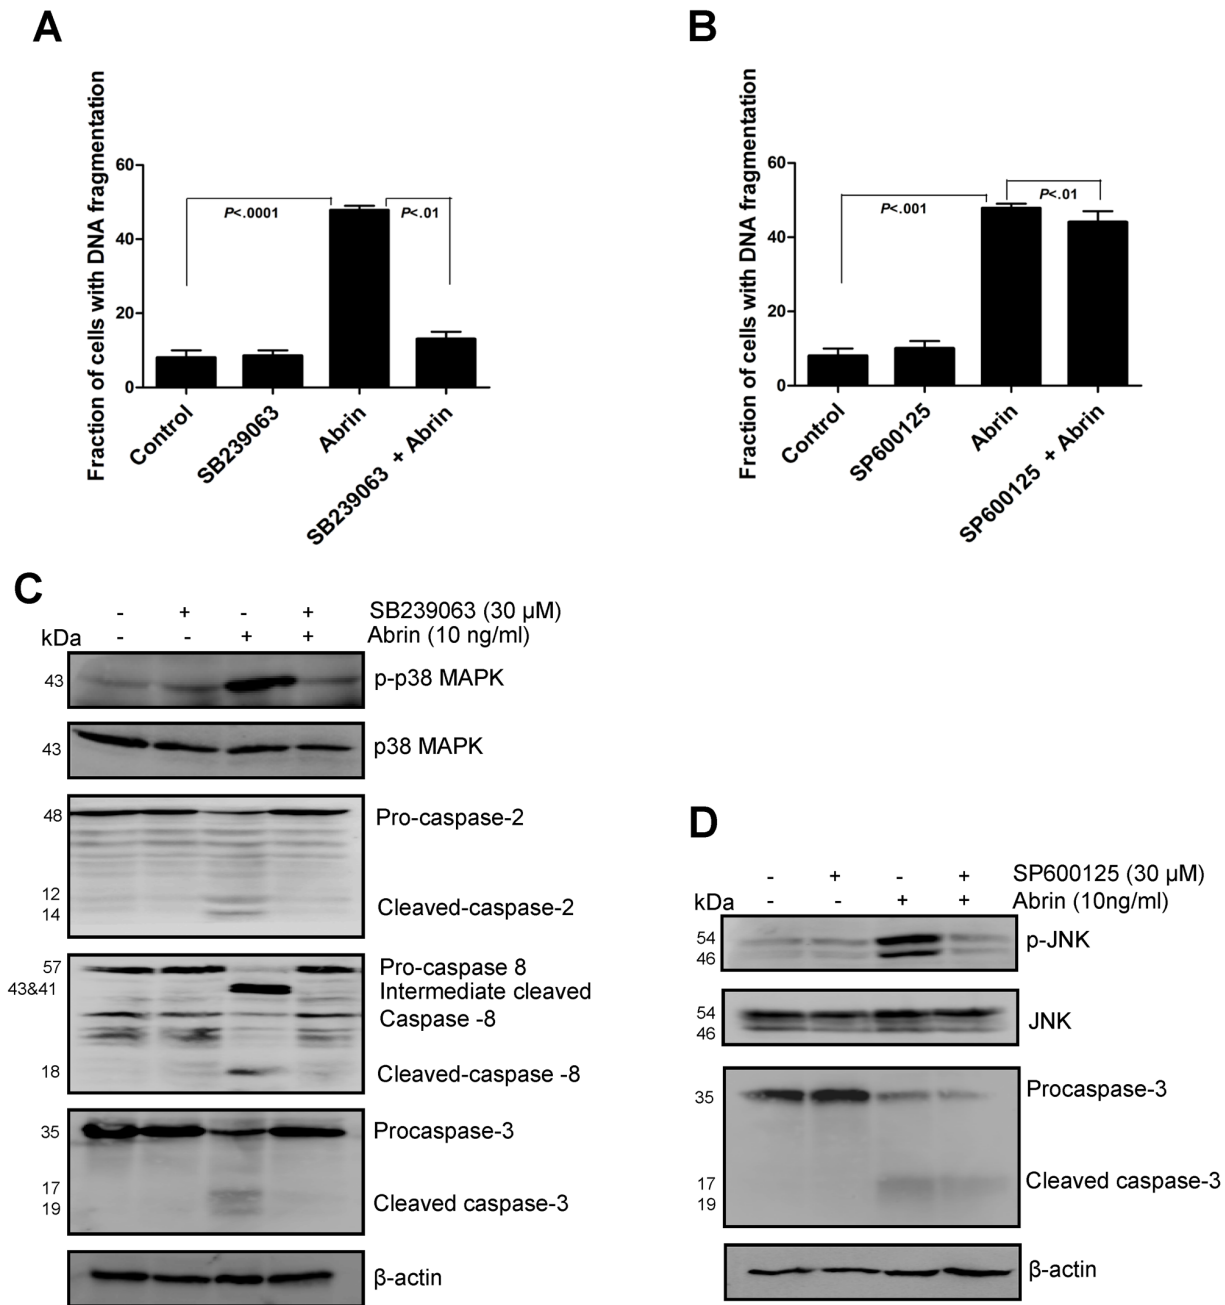 A
Fraction of cells with DNA fragmentation
60
40
20
0
P<.0001
P<.01
Control
SB239063
Abrin
SB239063 + Abrin
B
Fraction of cells with DNA fragmentation
60
40
20
0
P<.001
P<.01
Control
SP600125
Abrin
SP600125 + Abrin
C
- + - + SB239063 (30 µM)
kDa - - + + Abrin (10 ng/ml)
43 p-p38 MAPK
43 p38 MAPK
48 Pro-caspase-2
12
14 Cleaved-caspase-2
57 Pro-caspase 8
43&41 Intermediate cleaved
Caspase -8
18 Cleaved-caspase -8
35 Procaspase-3
17
19 Cleaved caspase-3
β-actin
D
- + - + SP600125 (30 µM)
kDa - - + + Abrin (10ng/ml)
54 p-JNK
46
54 JNK
46
35 Procaspase-3
17 Cleaved caspase-3
19
β-actin